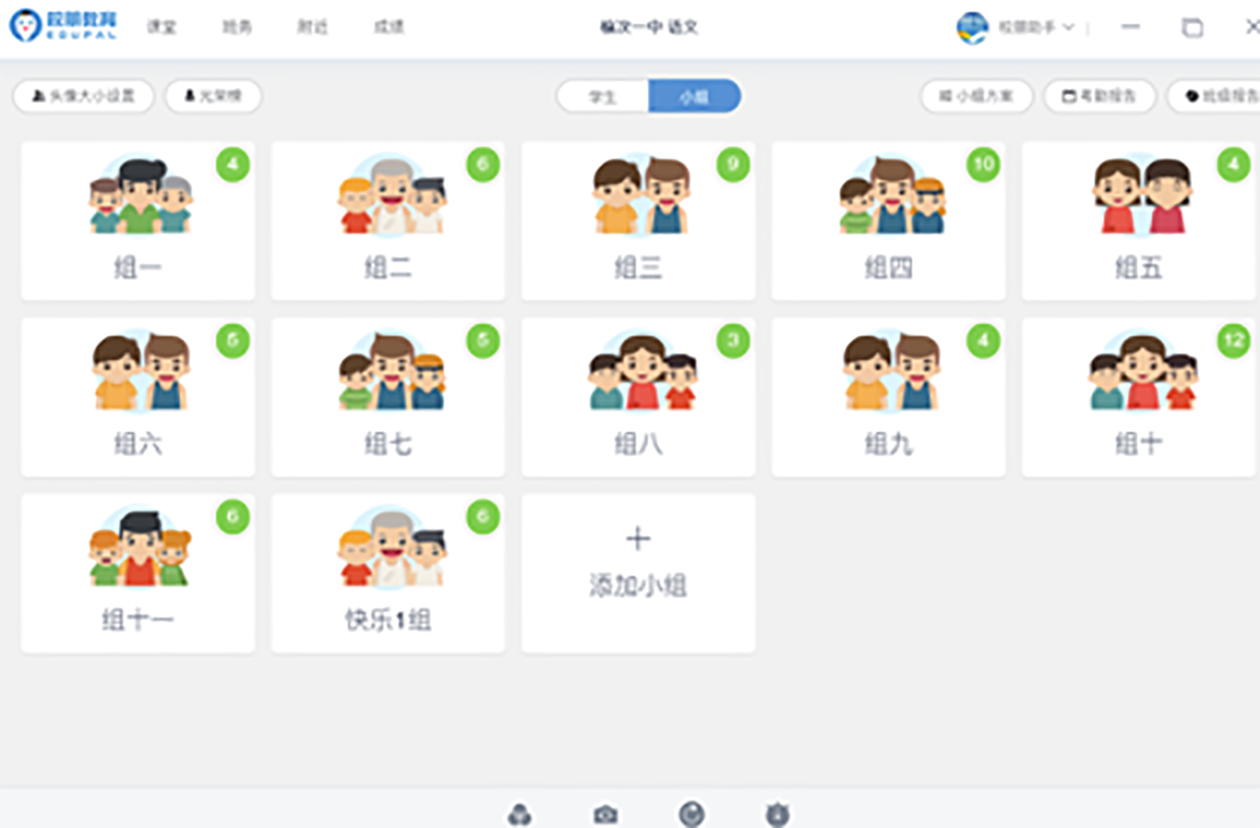 校朋教育
EDUPAL
课堂 班务 附近 成绩
榆次一中 语文
校朋助手
头像大小设置 光荣榜
学生 小组
小组方案 考勤报告 班级报告
4 6 9 10 4
组一 组二 组三 组四 组五
5 5 3 4 12
组六 组七 组八 组九 组十
6 6
组十一 快乐1组 添加小组